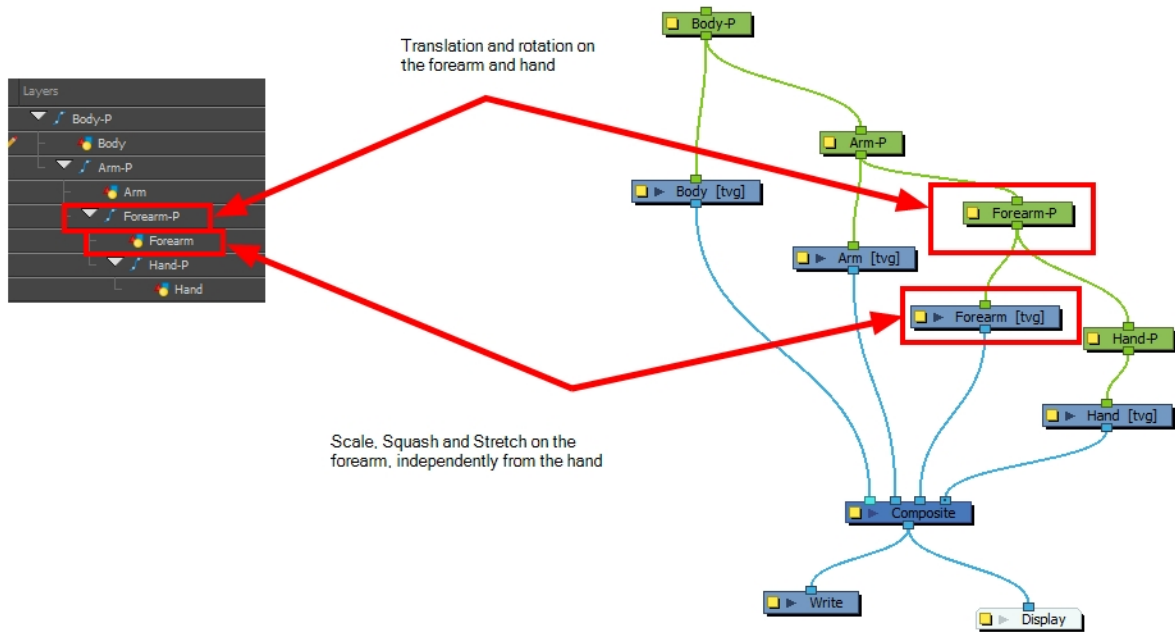 Body-P
Translation and rotation on
the forearm and hand
Layers
Body-P
Body
Arm-P
Arm
Forearm-P
Forearm
Hand-P
Hand
Arm-P
Body [tvg]
Forearm-P
Arm [tvg]
Forearm [tvg]
Hand-P
Hand [tvg]
Scale, Squash and Stretch on the
forearm, independently from the hand
Composite
Write
Display